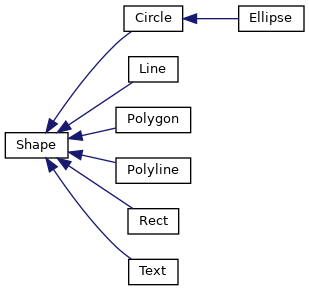 Circle
Ellipse
Line
Polygon
Shape
Polyline
Rect
Text